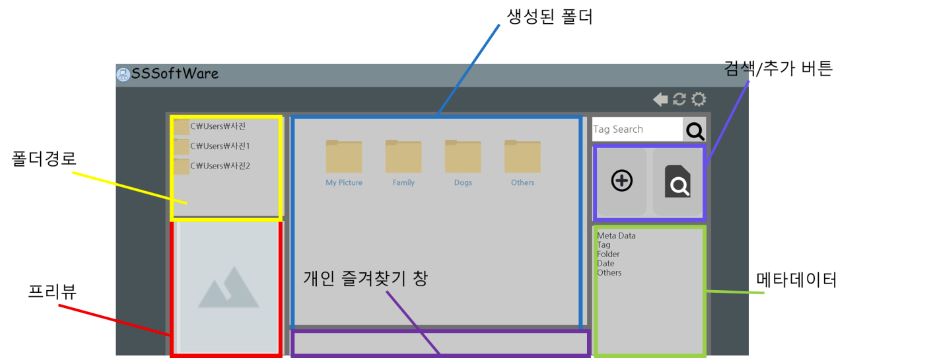 생성된 폴더
검색/추가 버튼
SSSoftWare
C₩Users₩사진
C₩Users₩사진1
C₩Users₩사진2
Tag Search
폴더경로
My Picture
Family
Dogs
Others
Meta Data
Tag
Folder
Date
Others
개인 즐겨찾기 창
메타데이터
프리뷰